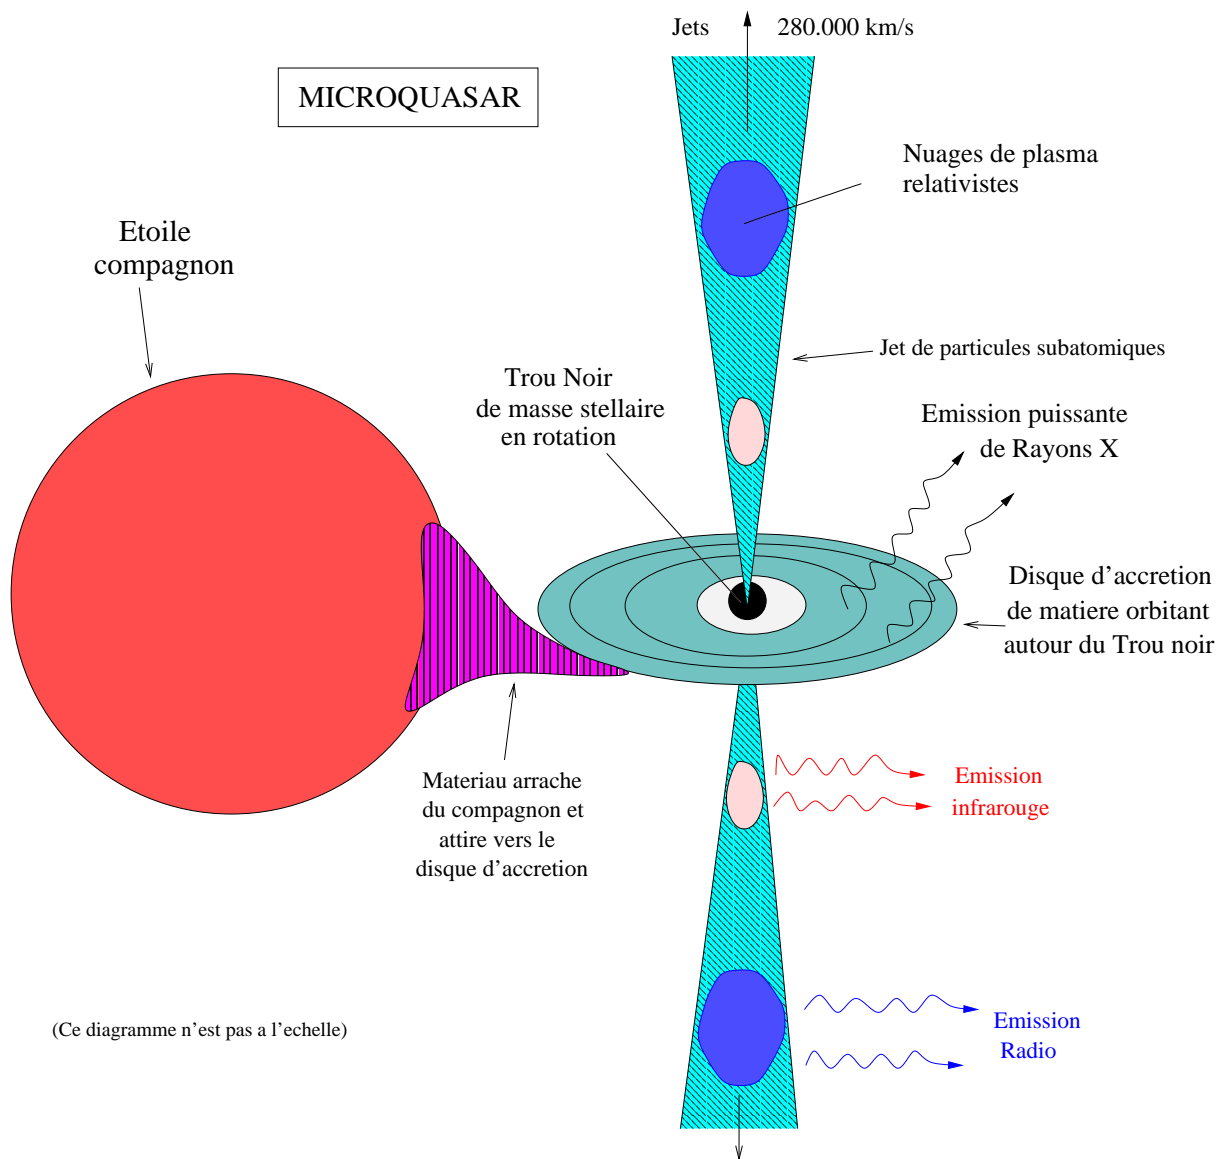 Jets 280.000 km/s
MICROQUASAR
Nuages de plasma
relativistes
Etoile
compagnon
Jet de particules subatomiques
Trou Noir
de masse stellaire
en rotation
Emission puissante
de Rayons X
Disque d'accretion
de matiere orbitant
autour du Trou noir
Materiau arrache
du compagnon et
attire vers le
disque d'accretion
Emission
infrarouge
Emission
Radio
(Ce diagramme n'est pas a l'echelle)